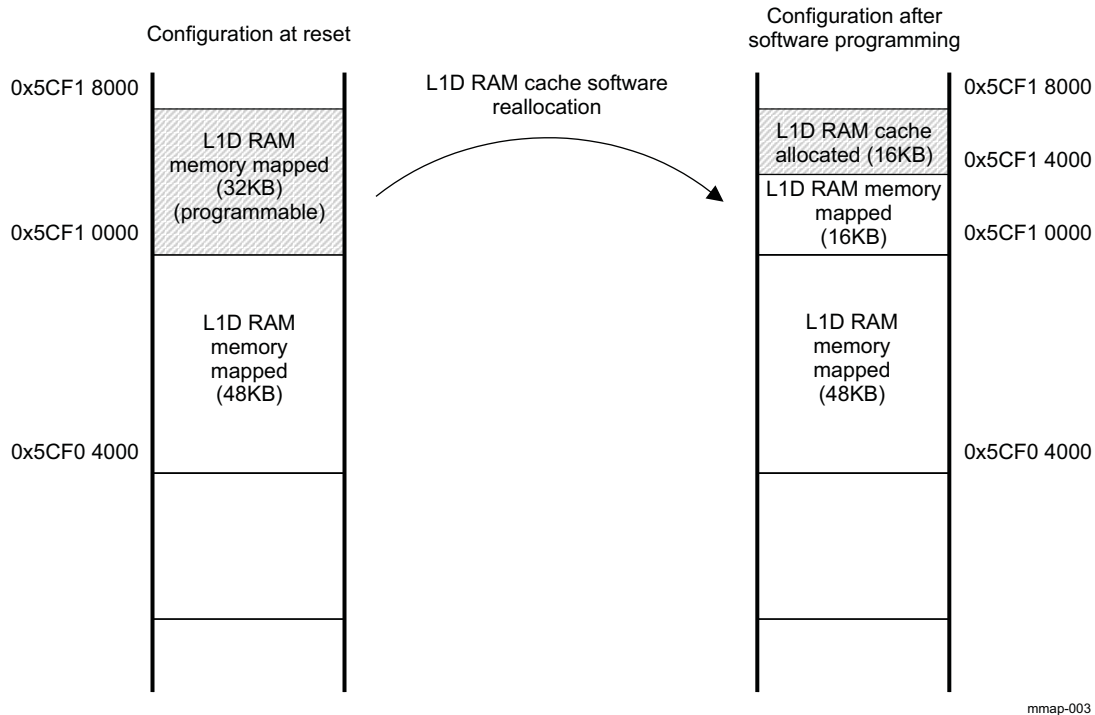 Configuration at reset
Configuration after
software programming
0x5CF1 8000
L1D RAM
memory mapped
(32KB)
(programmable)
0x5CF1 0000
L1D RAM
memory
mapped
(48KB)
0x5CF0 4000
L1D RAM cache software
reallocation
0x5CF1 8000
L1D RAM cache
allocated (16KB)
0x5CF1 4000
L1D RAM memory
mapped
(16KB)
0x5CF1 0000
L1D RAM
memory
mapped
(48KB)
0x5CF0 4000
mmap-003